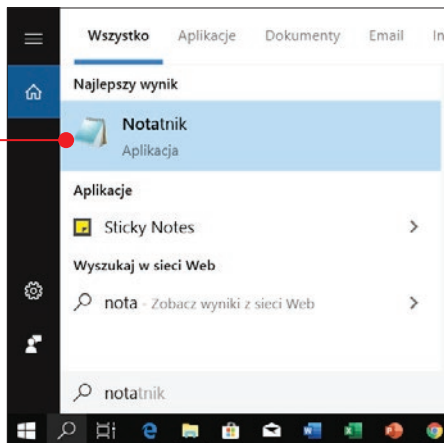 Wszystko Aplikacje Dokumenty Email In
Najlepszy wynik
Notatnik
Aplikacja
Aplikacje
Sticky Notes
Wyszukaj w sieci Web
nota - Zobacz wyniki z sieci Web
notatnik